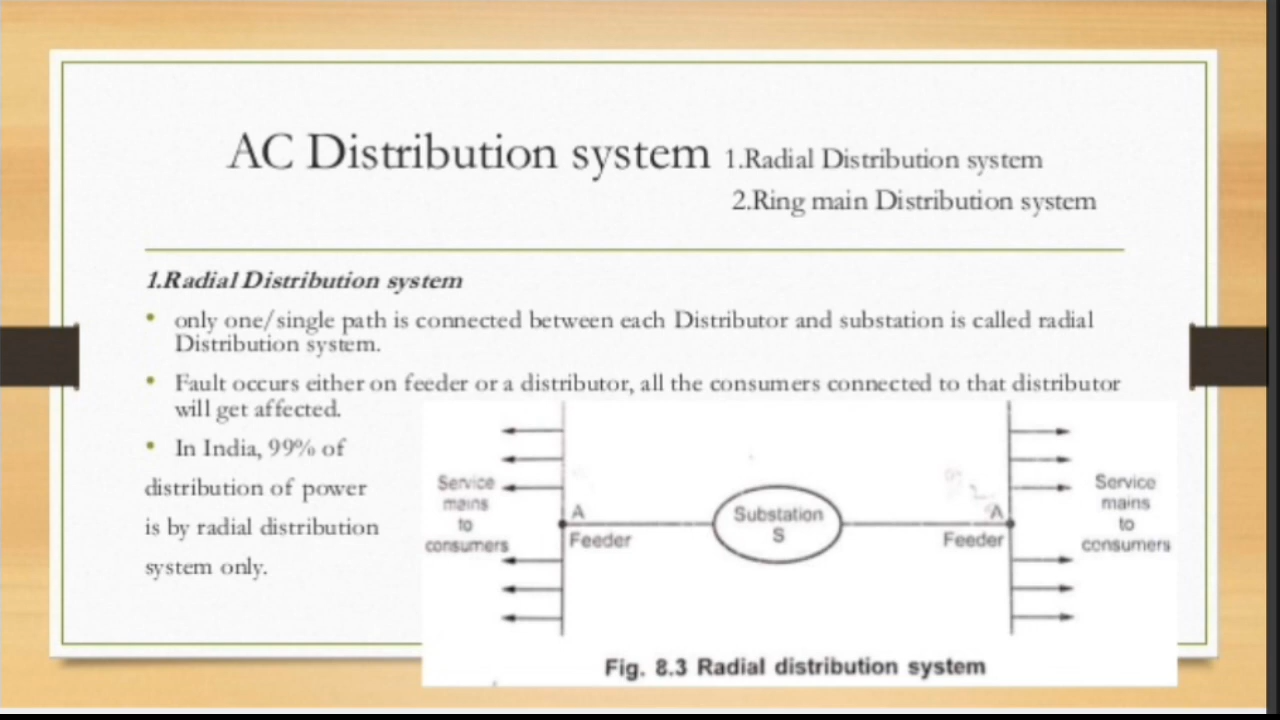 AC Distribution system 1.Radial Distribution system
2.Ring main Distribution system
1.Radial Distribution system
• only one/single path is connected between each Distributor and substation is called radial
Distribution system.
• Fault occurs either on feeder or a distributor, all the consumers connected to that distributor
will get affected.
• In India, 99% of
distribution of power
is by radial distribution
system only.
Service
mains
to
consumers
A
Feeder
Substation
S
A
Feeder
Service
mains
to
consumers
Fig. 8.3 Radial distribution system